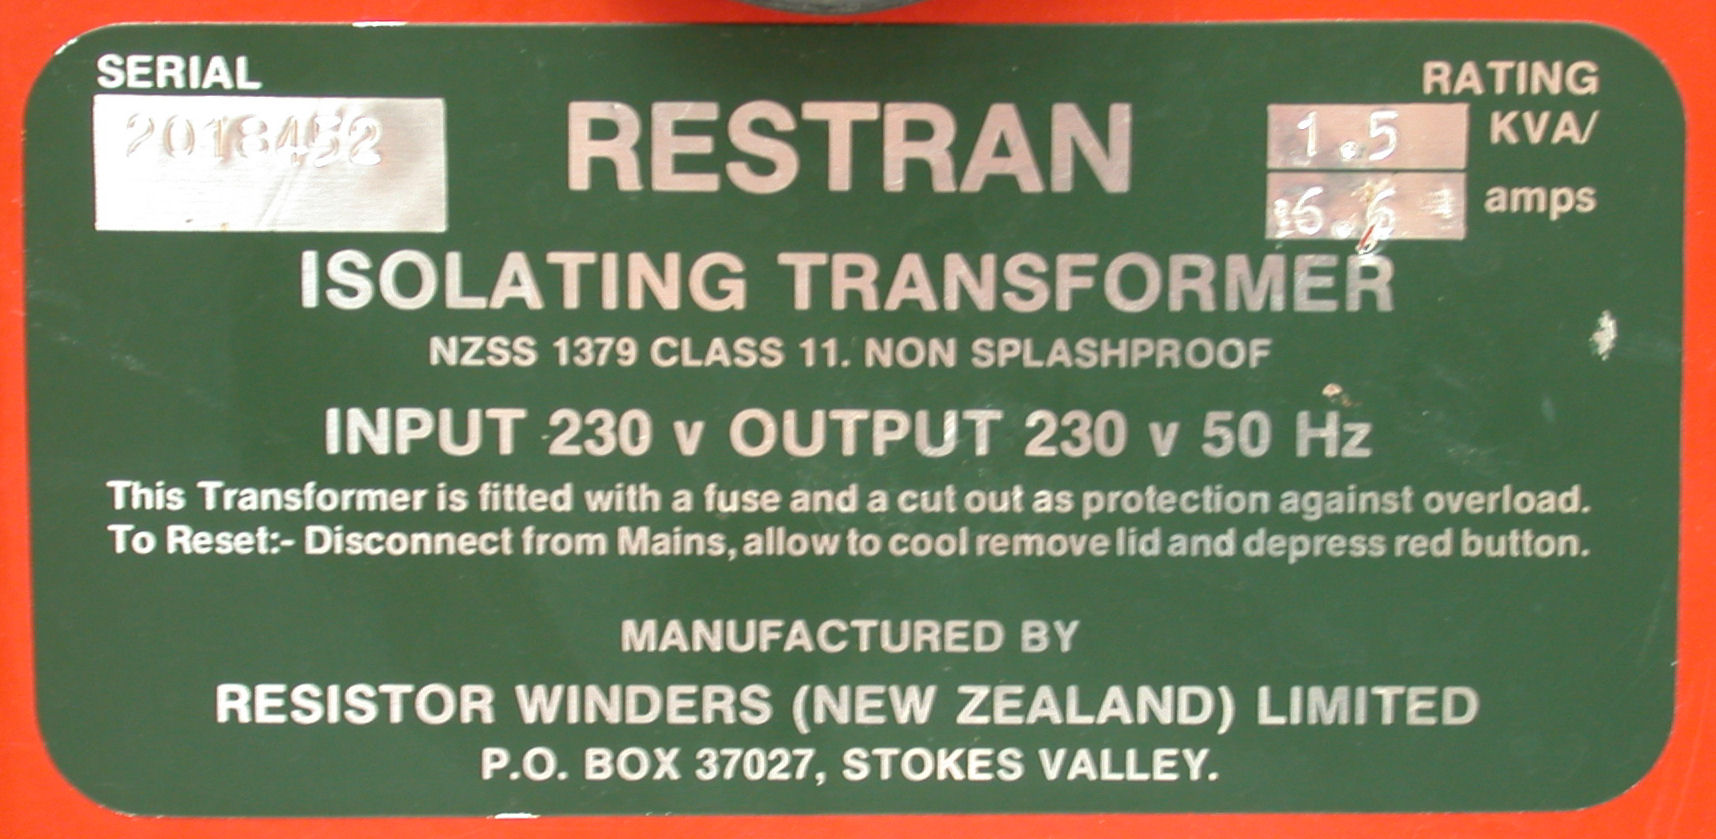 SERIAL
2018452
RESTRAN
RATING
1.5 KVA/
6.6 amps
ISOLATING TRANSFORMER
NZSS 1379 CLASS 11. NON SPLASHPROOF
INPUT 230 v OUTPUT 230 v 50 Hz
This Transformer is fitted with a fuse and a cut out as protection against overload.
To Reset:- Disconnect from Mains, allow to cool remove lid and depress red button.
MANUFACTURED BY
RESISTOR WINDERS (NEW ZEALAND) LIMITED
P.O. BOX 37027, STOKES VALLEY.